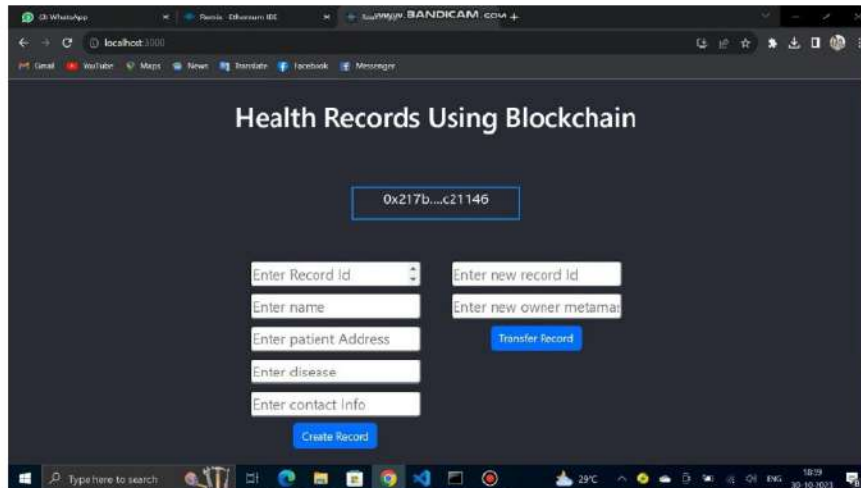 (3) WhatsApp
Remix - Ethereum IDE
www.BANDICAM.com
localhost:3000
Gmail
YouTube
Maps
News
Translate
Facebook
Messenger
Health Records Using Blockchain
0x217b....c21146
Enter Record Id
Enter new record Id
Enter name
Enter new owner metamas
Enter patient Address
Transfer Record
Enter disease
Enter contact Info
Create Record
Type here to search
29°C
ENG
18:39
30-10-2023